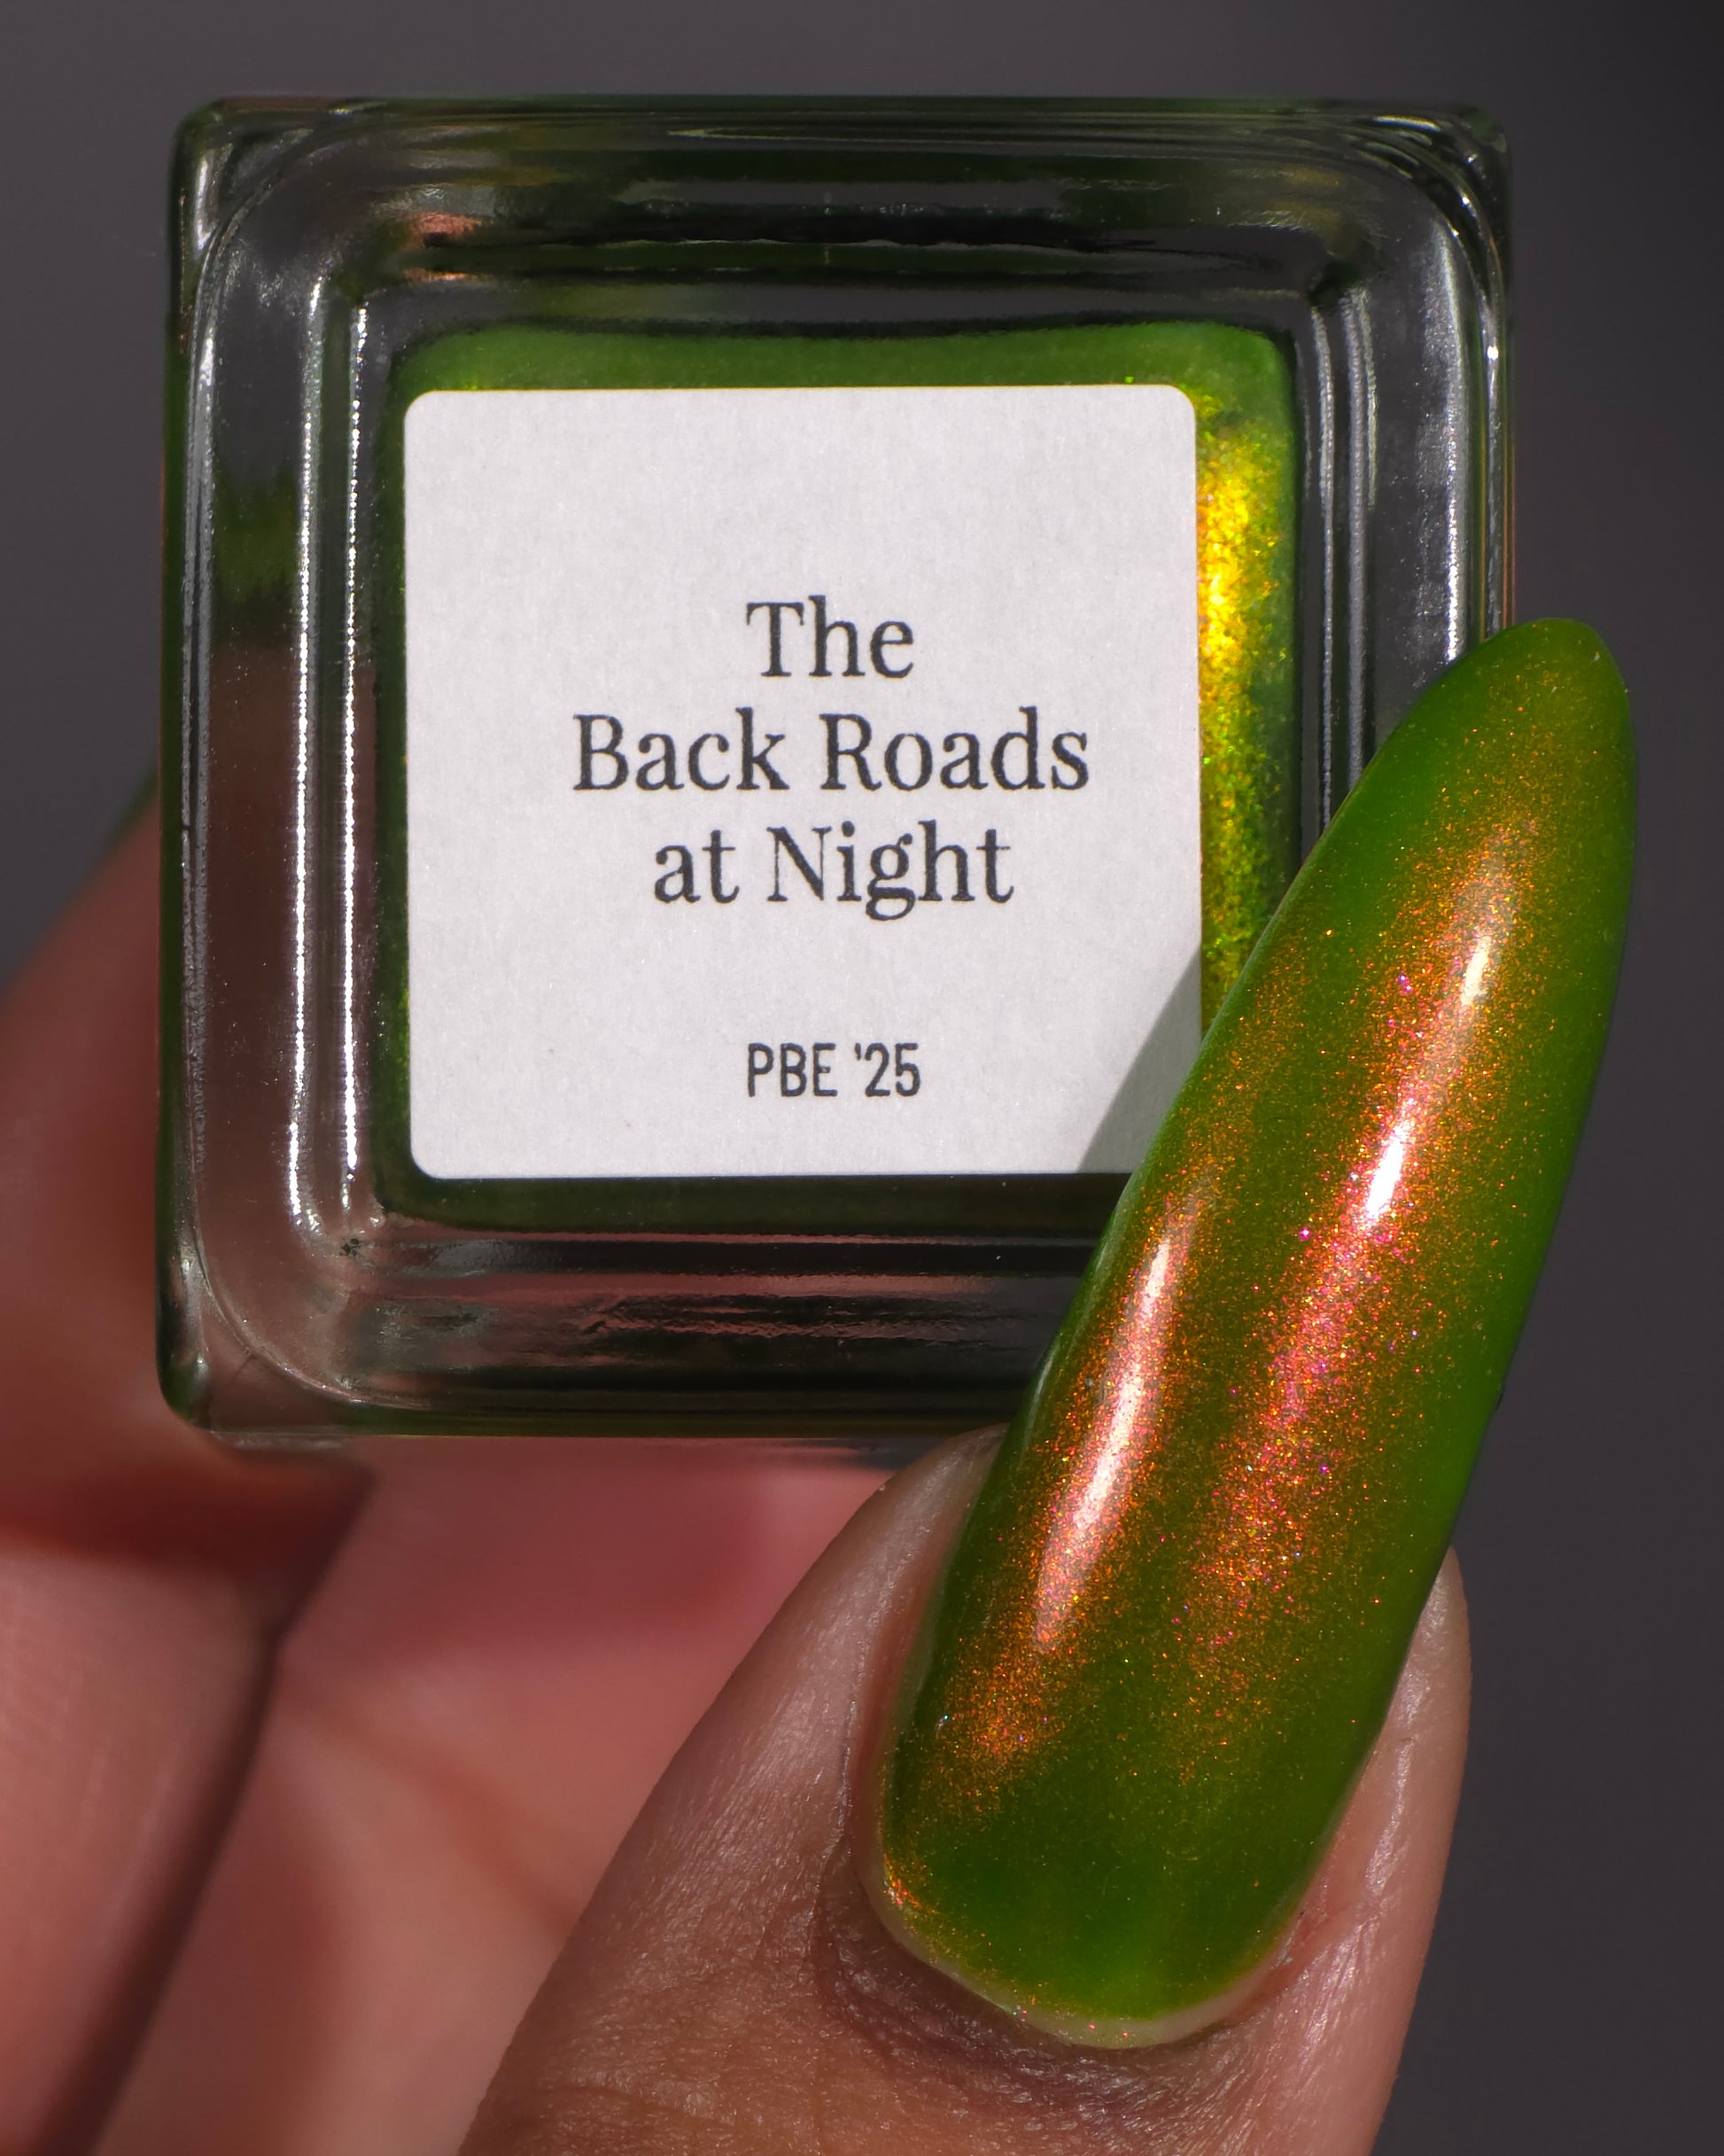 The
Back Roads
at Night
PBE '25